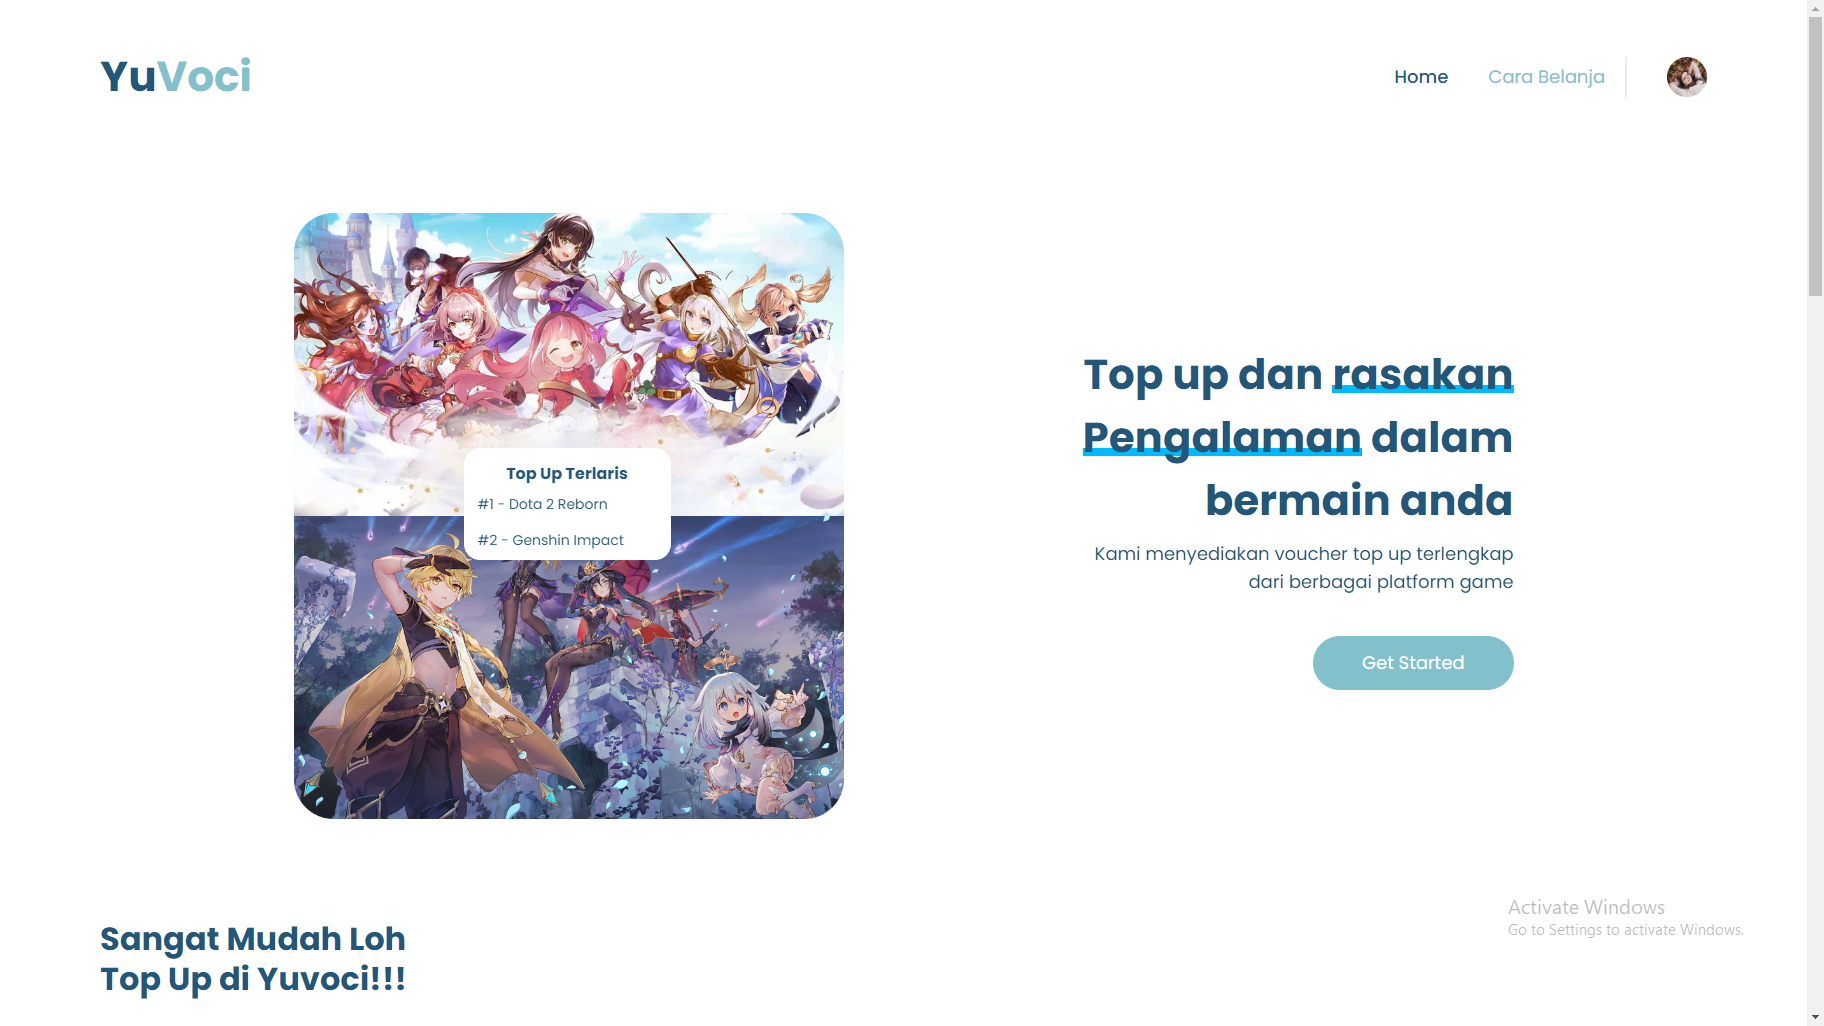 YuVoci
Home
Cara Belanja
Top Up Terlaris
#1 - Dota 2 Reborn
#2 - Genshin Impact
Top up dan rasakan
Pengalaman dalam
bermain anda
Kami menyediakan voucher top up terlengkap
dari berbagai platform game
Get Started
Activate Windows
Go to Settings to activate Windows.
Sangat Mudah Loh
Top Up di Yuvoci!!!